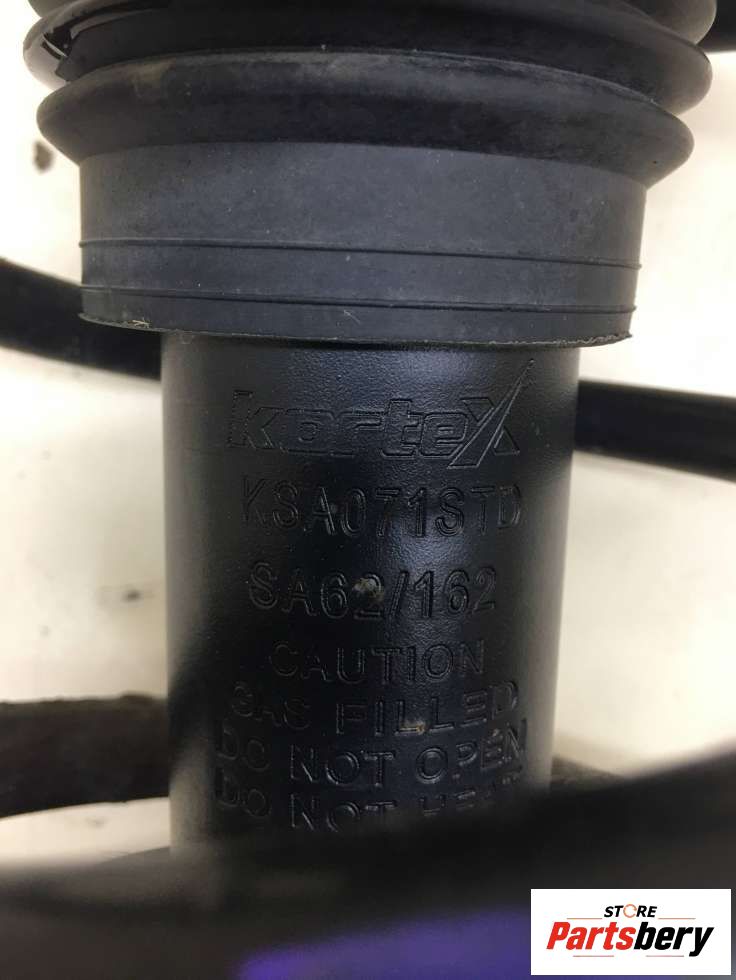 kortex
KSA071STD
SA62/162
CAUTION
GAS FILLED
DO NOT OPEN
DO NOT
STORE
Partsbery